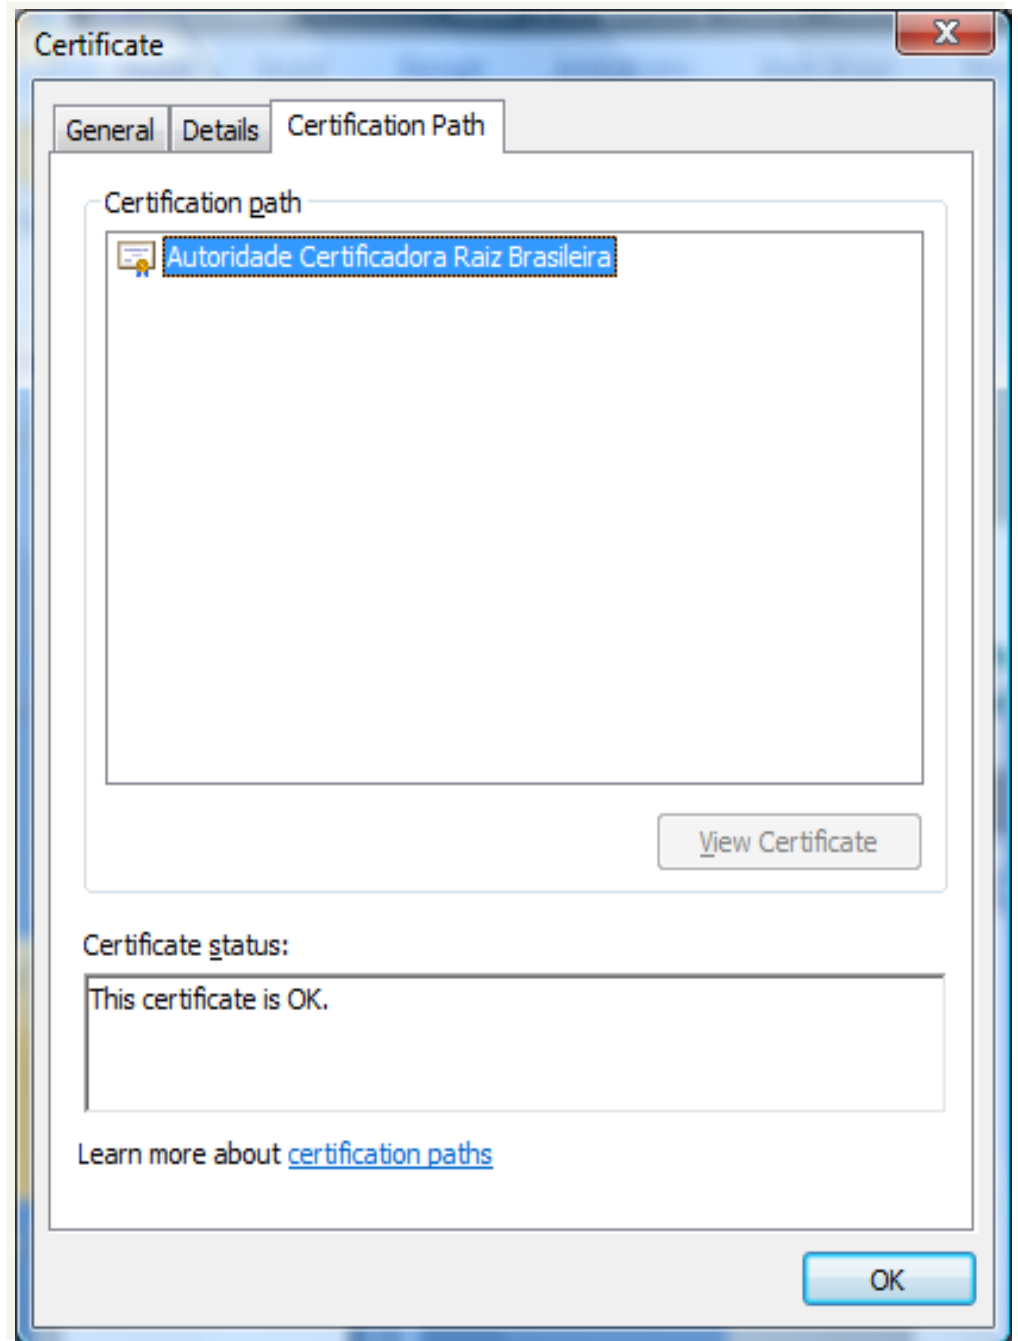 Certificate
X
General Details Certification Path
Certification path
Autoridade Certificadora Raiz Brasileira
View Certificate
Certificate status:
This certificate is OK.
Learn more about certification paths
OK